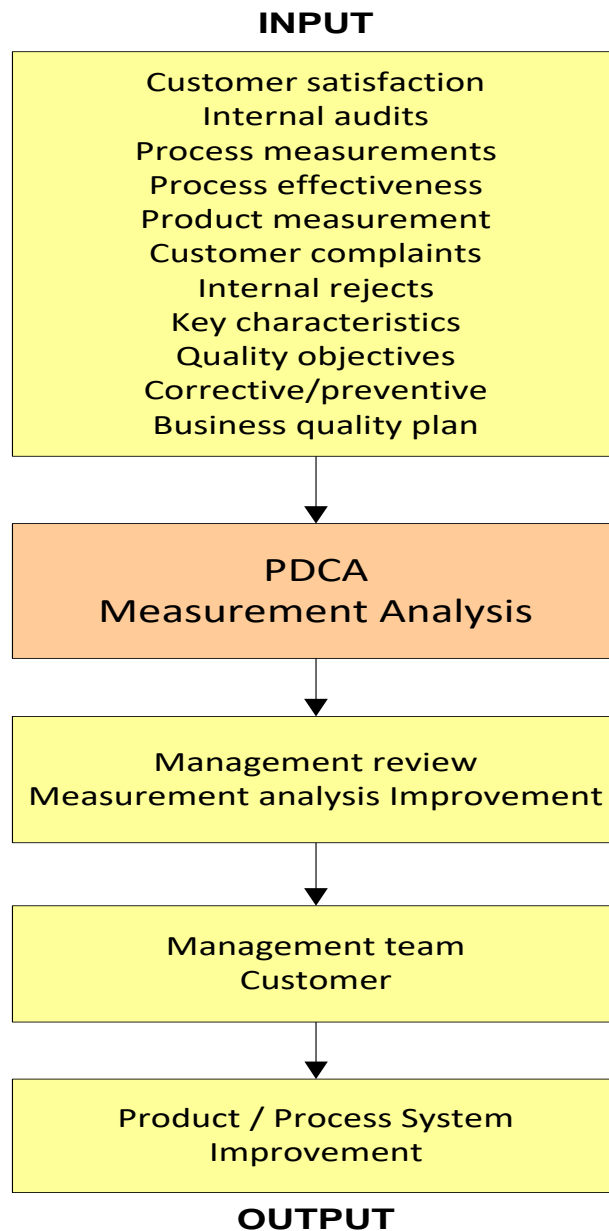 INPUT
Customer satisfaction
Internal audits
Process measurements
Process effectiveness
Product measurement
Customer complaints
Internal rejects
Key characteristics
Quality objectives
Corrective/preventive
Business quality plan
PDCA
Measurement Analysis
Management review
Measurement analysis Improvement
Management team
Customer
Product / Process System
Improvement
OUTPUT